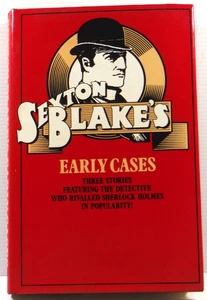 SEXTON
BLAKE'S
EARLY CASES
THREE STORIES
FEATURING THE DETECTIVE
WHO RIVALLED SHERLOCK HOLMES
IN POPULARITY!